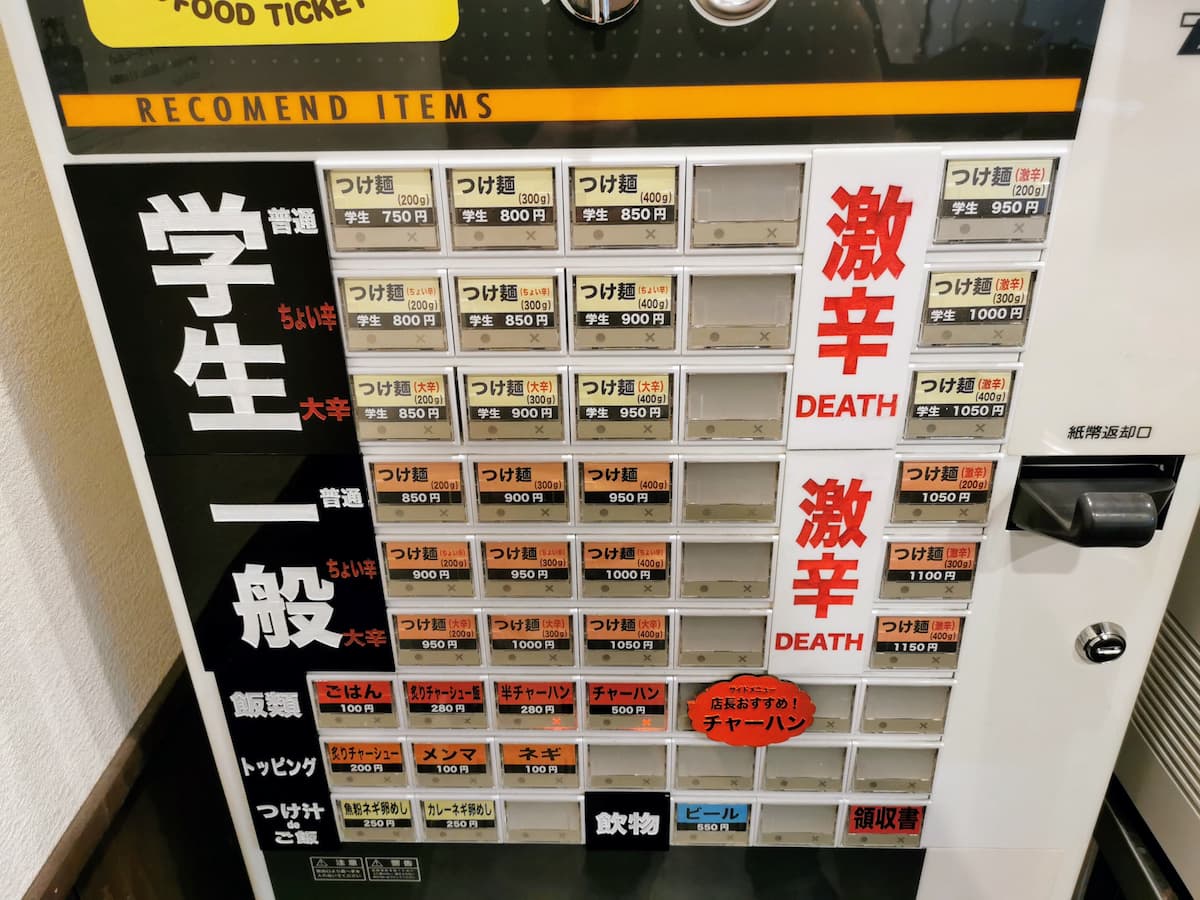 FOOD TICKET
RECOMEND ITEMS
学生
普通
つけ麺 (200g) 学生 750円
つけ麺 (300g) 学生 800円
つけ麺 (400g) 学生 850円
ちょい辛
つけ麺 (ちょい辛) (200g) 学生 800円
つけ麺 (ちょい辛) (300g) 学生 850円
つけ麺 (ちょい辛) (400g) 学生 900円
大辛
つけ麺 (大辛) (200g) 学生 850円
つけ麺 (大辛) (300g) 学生 900円
つけ麺 (大辛) (400g) 学生 950円
激辛
DEATH
つけ麺 (激辛) (200g) 学生 950円
つけ麺 (激辛) (300g) 学生 1000円
つけ麺 (激辛) (400g) 学生 1050円
紙幣返却口
一般
普通
つけ麺 (200g) 850円
つけ麺 (300g) 900円
つけ麺 (400g) 950円
ちょい辛
つけ麺 (ちょい辛) (200g) 900円
つけ麺 (ちょい辛) (300g) 950円
つけ麺 (ちょい辛) (400g) 1000円
大辛
つけ麺 (大辛) (200g) 950円
つけ麺 (大辛) (300g) 1000円
つけ麺 (大辛) (400g) 1050円
激辛
DEATH
つけ麺 (激辛) (200g) 1050円
つけ麺 (激辛) (300g) 1100円
つけ麺 (激辛) (400g) 1150円
飯類
ごはん 100円
炙りチャーシュー飯 280円
半チャーハン 280円
チャーハン 500円
サイドメニュー
店長おすすめ!
チャーハン
トッピング
炙りチャーシュー 200円
メンマ 100円
ネギ 100円
つけ汁
de
ご飯
魚粉ネギ卵めし 250円
カレーネギ卵めし 250円
飲物
ビール 550円
領収書
注意
警告